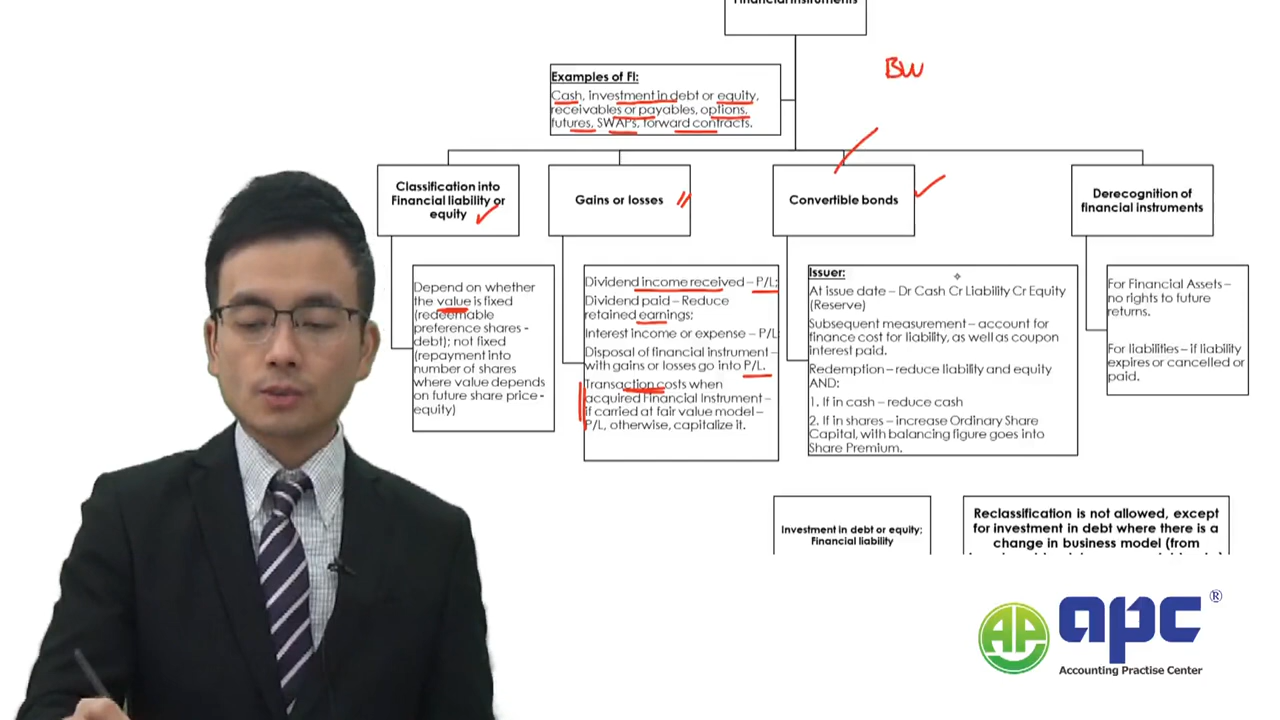 Financial Instruments
BW
Examples of FI:
Cash, investment in debt or equity,
receivables or payables, options,
futures, SWAPs, forward contracts.
Classification into
Financial liability or
equity
Gains or losses
Convertible bonds
Derecognition of
financial instruments
Depend on whether
the value is fixed
(redeemable
preference shares -
debt); not fixed
(repayment into
number of shares
where value depends
on future share price -
equity)
Dividend income received – P/L;
Dividend paid – Reduce
retained earnings;
Interest income or expense – P/L
Disposal of financial instrument –
with gains or losses go into P/L.
Transaction costs when
acquired Financial Instrument –
if carried at fair value model –
P/L, otherwise, capitalize it.
Issuer:
At issue date – Dr Cash Cr Liability Cr Equity
(Reserve)
Subsequent measurement – account for
finance cost for liability, as well as coupon
interest paid.
Redemption – reduce liability and equity
AND:
1. If in cash – reduce cash
2. If in shares – increase Ordinary Share
Capital, with balancing figure goes into
Share Premium.
For Financial Assets –
no rights to future
returns.
For liabilities – if liability
expires or cancelled or
paid.
Investment in debt or equity;
Financial liability
Reclassification is not allowed, except
for investment in debt where there is a
change in business model (from
AP apc ®
Accounting Practise Center